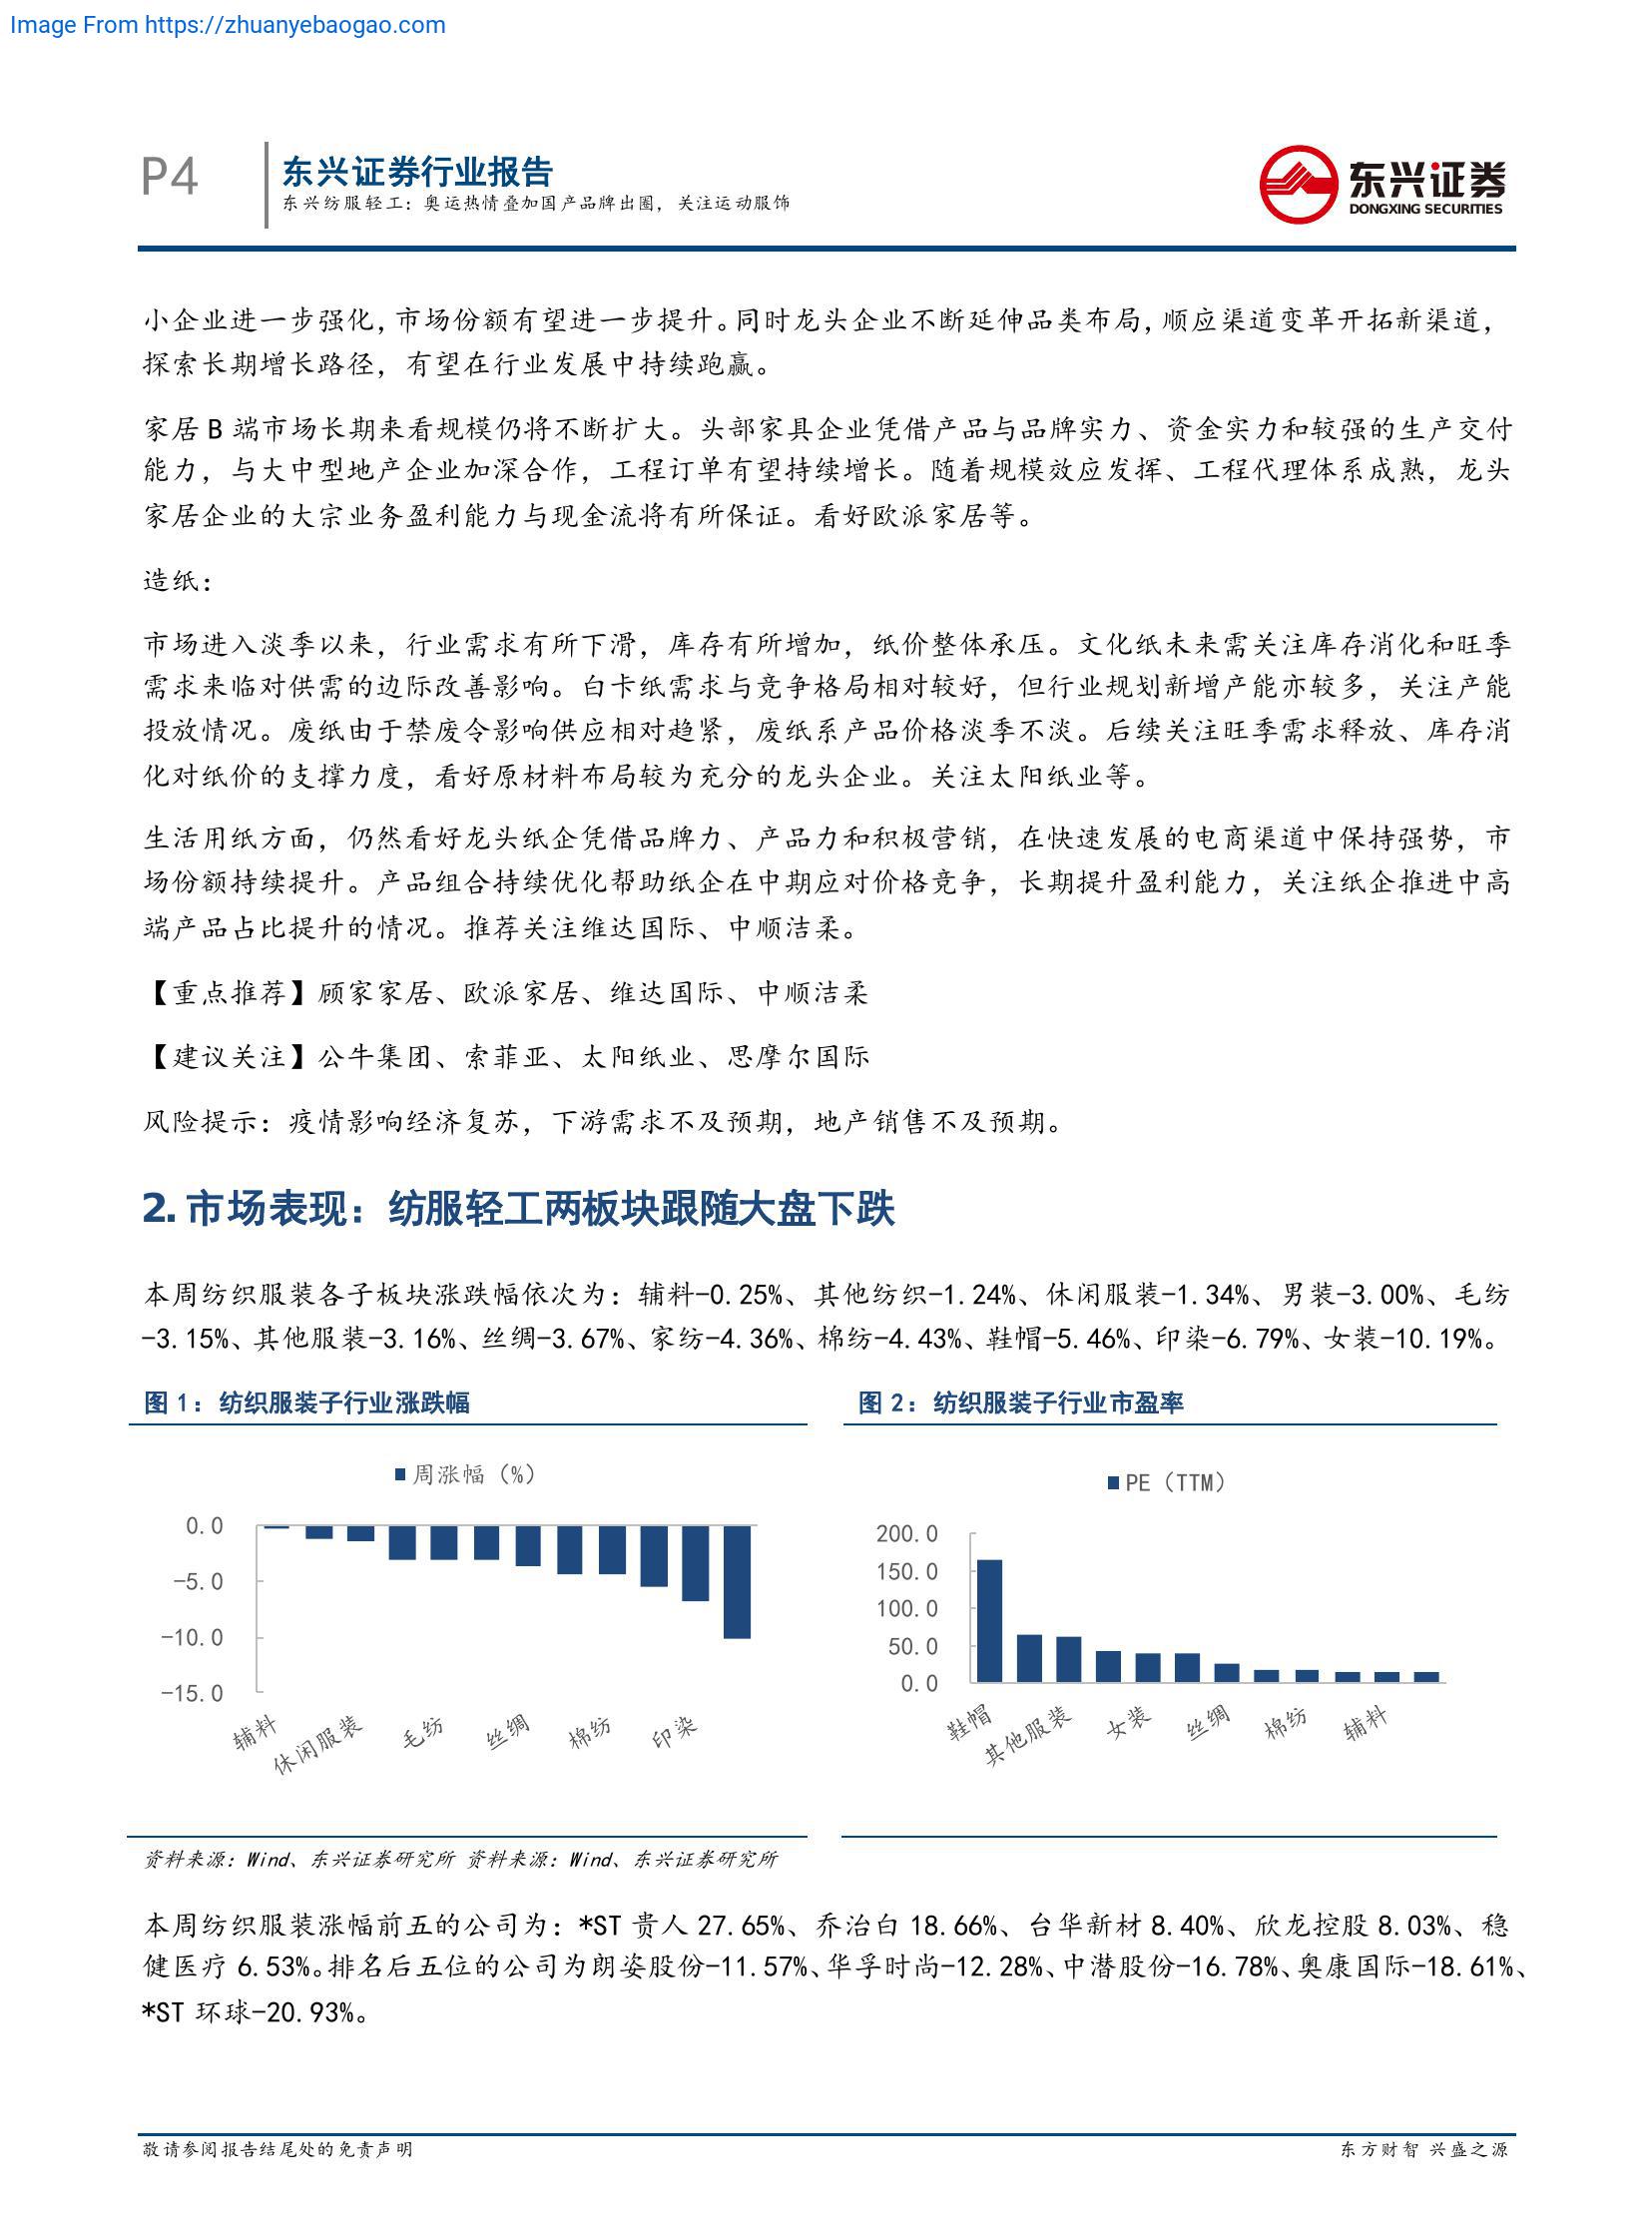 Image From https://zhuanyebaogao.com
P4
东兴证券行业报告
东兴纺服轻工：奥运热情叠加国产品牌出圈，关注运动服饰
东兴证券
DONGXING SECURITIES
小企业进一步强化，市场份额有望进一步提升。同时龙头企业不断延伸品类布局，顺应渠道变革开拓新渠道，
探索长期增长路径，有望在行业发展中持续跑赢。
家居 B 端市场长期来看规模仍将不断扩大。头部家具企业凭借产品与品牌实力、资金实力和较强的生产交付
能力，与大中型地产企业加深合作，工程订单有望持续增长。随着规模效应发挥、工程代理体系成熟，龙头
家居企业的大宗业务盈利能力与现金流将有所保证。看好欧派家居等。
造纸：
市场进入淡季以来，行业需求有所下滑，库存有所增加，纸价整体承压。文化纸未来需关注库存消化和旺季
需求来临对供需的边际改善影响。白卡纸需求与竞争格局相对较好，但行业规划新增产能亦较多，关注产能
投放情况。废纸由于禁废令影响供应相对趋紧，废纸系产品价格淡季不淡。后续关注旺季需求释放、库存消
化对纸价的支撑力度，看好原材料布局较为充分的龙头企业。关注太阳纸业等。
生活用纸方面，仍然看好龙头纸企凭借品牌力、产品力和积极营销，在快速发展的电商渠道中保持强势，市
场份额持续提升。产品组合持续优化帮助纸企在中期应对价格竞争，长期提升盈利能力，关注纸企推进中高
端产品占比提升的情况。推荐关注维达国际、中顺洁柔。
【重点推荐】顾家家居、欧派家居、维达国际、中顺洁柔
【建议关注】公牛集团、索菲亚、太阳纸业、思摩尔国际
风险提示：疫情影响经济复苏，下游需求不及预期，地产销售不及预期。
2. 市场表现：纺服轻工两板块跟随大盘下跌
本周纺织服装各子板块涨跌幅依次为：辅料-0.25%、其他纺织-1.24%、休闲服装-1.34%、男装-3.00%、毛纺
-3.15%、其他服装-3.16%、丝绸-3.67%、家纺-4.36%、棉纺-4.43%、鞋帽-5.46%、印染-6.79%、女装-10.19%。
图 1：纺织服装子行业涨跌幅
周涨幅（%）
0.0
-5.0
-10.0
-15.0
辅料
休闲服装
毛纺
丝绸
棉纺
印染
图 2：纺织服装子行业市盈率
PE（TTM）
200.0
150.0
100.0
50.0
0.0
鞋帽
其他服装
女装
丝绸
棉纺
辅料
资料来源：Wind、东兴证券研究所 资料来源：Wind、东兴证券研究所
本周纺织服装涨幅前五的公司为：*ST 贵人 27.65%、乔治白 18.66%、台华新材 8.40%、欣龙控股 8.03%、稳
健医疗 6.53%。排名后五位的公司为朗姿股份-11.57%、华孚时尚-12.28%、中潜股份-16.78%、奥康国际-18.61%、
*ST 环球-20.93%。
敬请参阅报告结尾处的免责声明
东方财智 兴盛之源